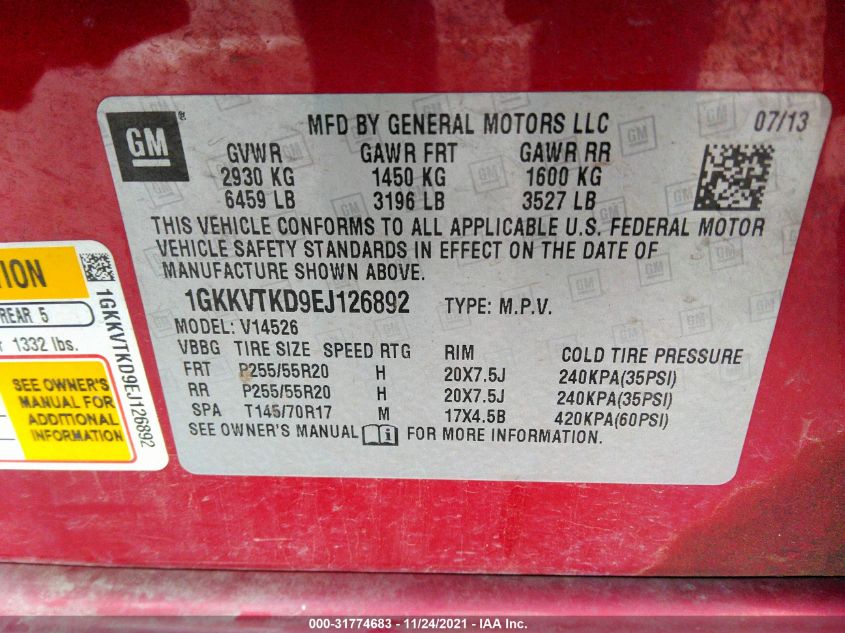 GM
MFD BY GENERAL MOTORS LLC 07/13
GVWR GAWR FRT GAWR RR
2930 KG 1450 KG 1600 KG
6459 LB 3196 LB 3527 LB
THIS VEHICLE CONFORMS TO ALL APPLICABLE U.S. FEDERAL MOTOR
VEHICLE SAFETY STANDARDS IN EFFECT ON THE DATE OF
MANUFACTURE SHOWN ABOVE.
1GKKVTKD9EJ126892 TYPE: M.P.V.
MODEL: V14526
VBBG TIRE SIZE SPEED RTG RIM COLD TIRE PRESSURE
FRT P255/55R20 H 20X7.5J 240KPA(35PSI)
RR P255/55R20 H 20X7.5J 240KPA(35PSI)
SPA T145/70R17 M 17X4.5B 420KPA(60PSI)
SEE OWNER'S MANUAL FOR MORE INFORMATION.
REAR 5
1332 lbs.
SEE OWNER'S
MANUAL FOR
ADDITIONAL
INFORMATION
1GKKVTKD9EJ126892
000-31774683 - 11/24/2021 - IAA Inc.